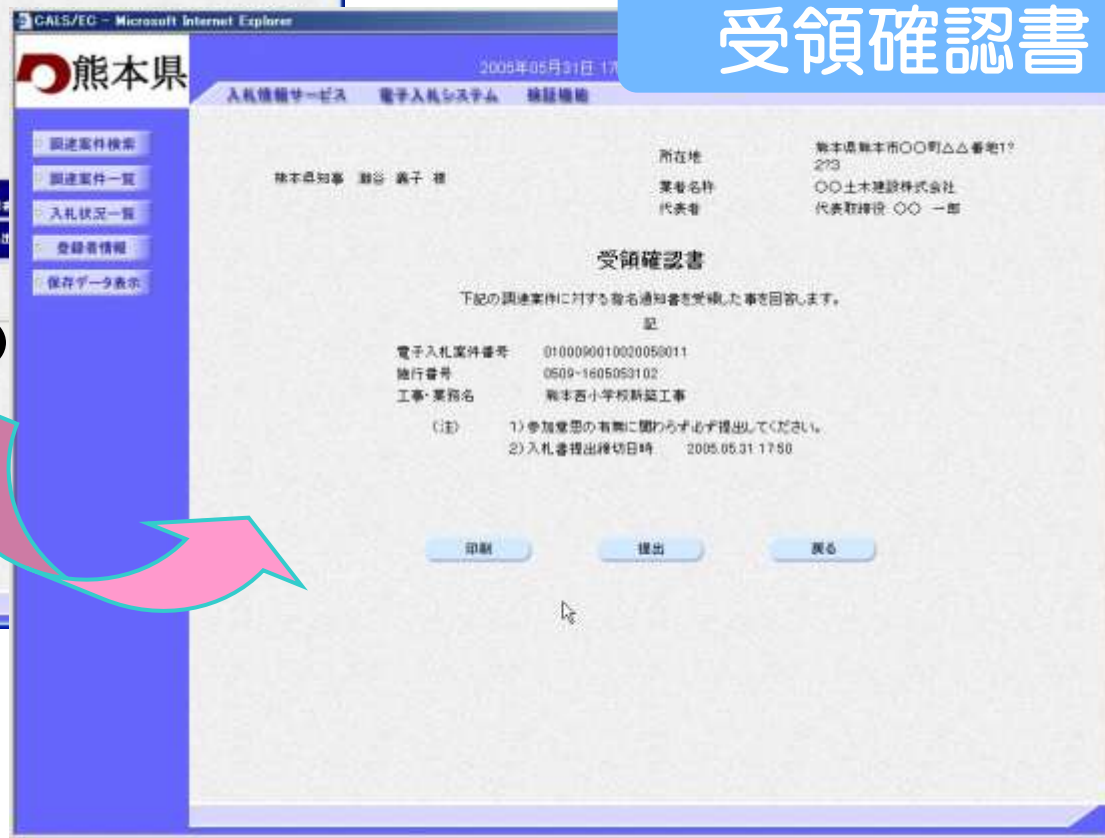 CALS/EC - Microsoft Internet Explorer
受領確認書
熊本県
2005年05月31日 17
入札情報サービス 電子入札システム 検証機能
調達案件検索
調達案件一覧
入札状況一覧
登録者情報
保存データ表示
熊本県知事 義子 様
所在地 熊本県熊本市○○町△△番地1?
2?3
業者名称 ○○土木建設株式会社
代表者 代表取締役 ○○ 一郎
受領確認書
下記の調達案件に対する指名通知書を受領した事を回答します。
記
電子入札案件番号 0100090010020050011
施行番号 0509-1605053102
工事・業務名 熊本西小学校新築工事
(注) 1)参加意思の有無に関わらず必ず提出してください。
2)入札書提出締切日時 2005.05.31 17:50
印刷 提出 戻る